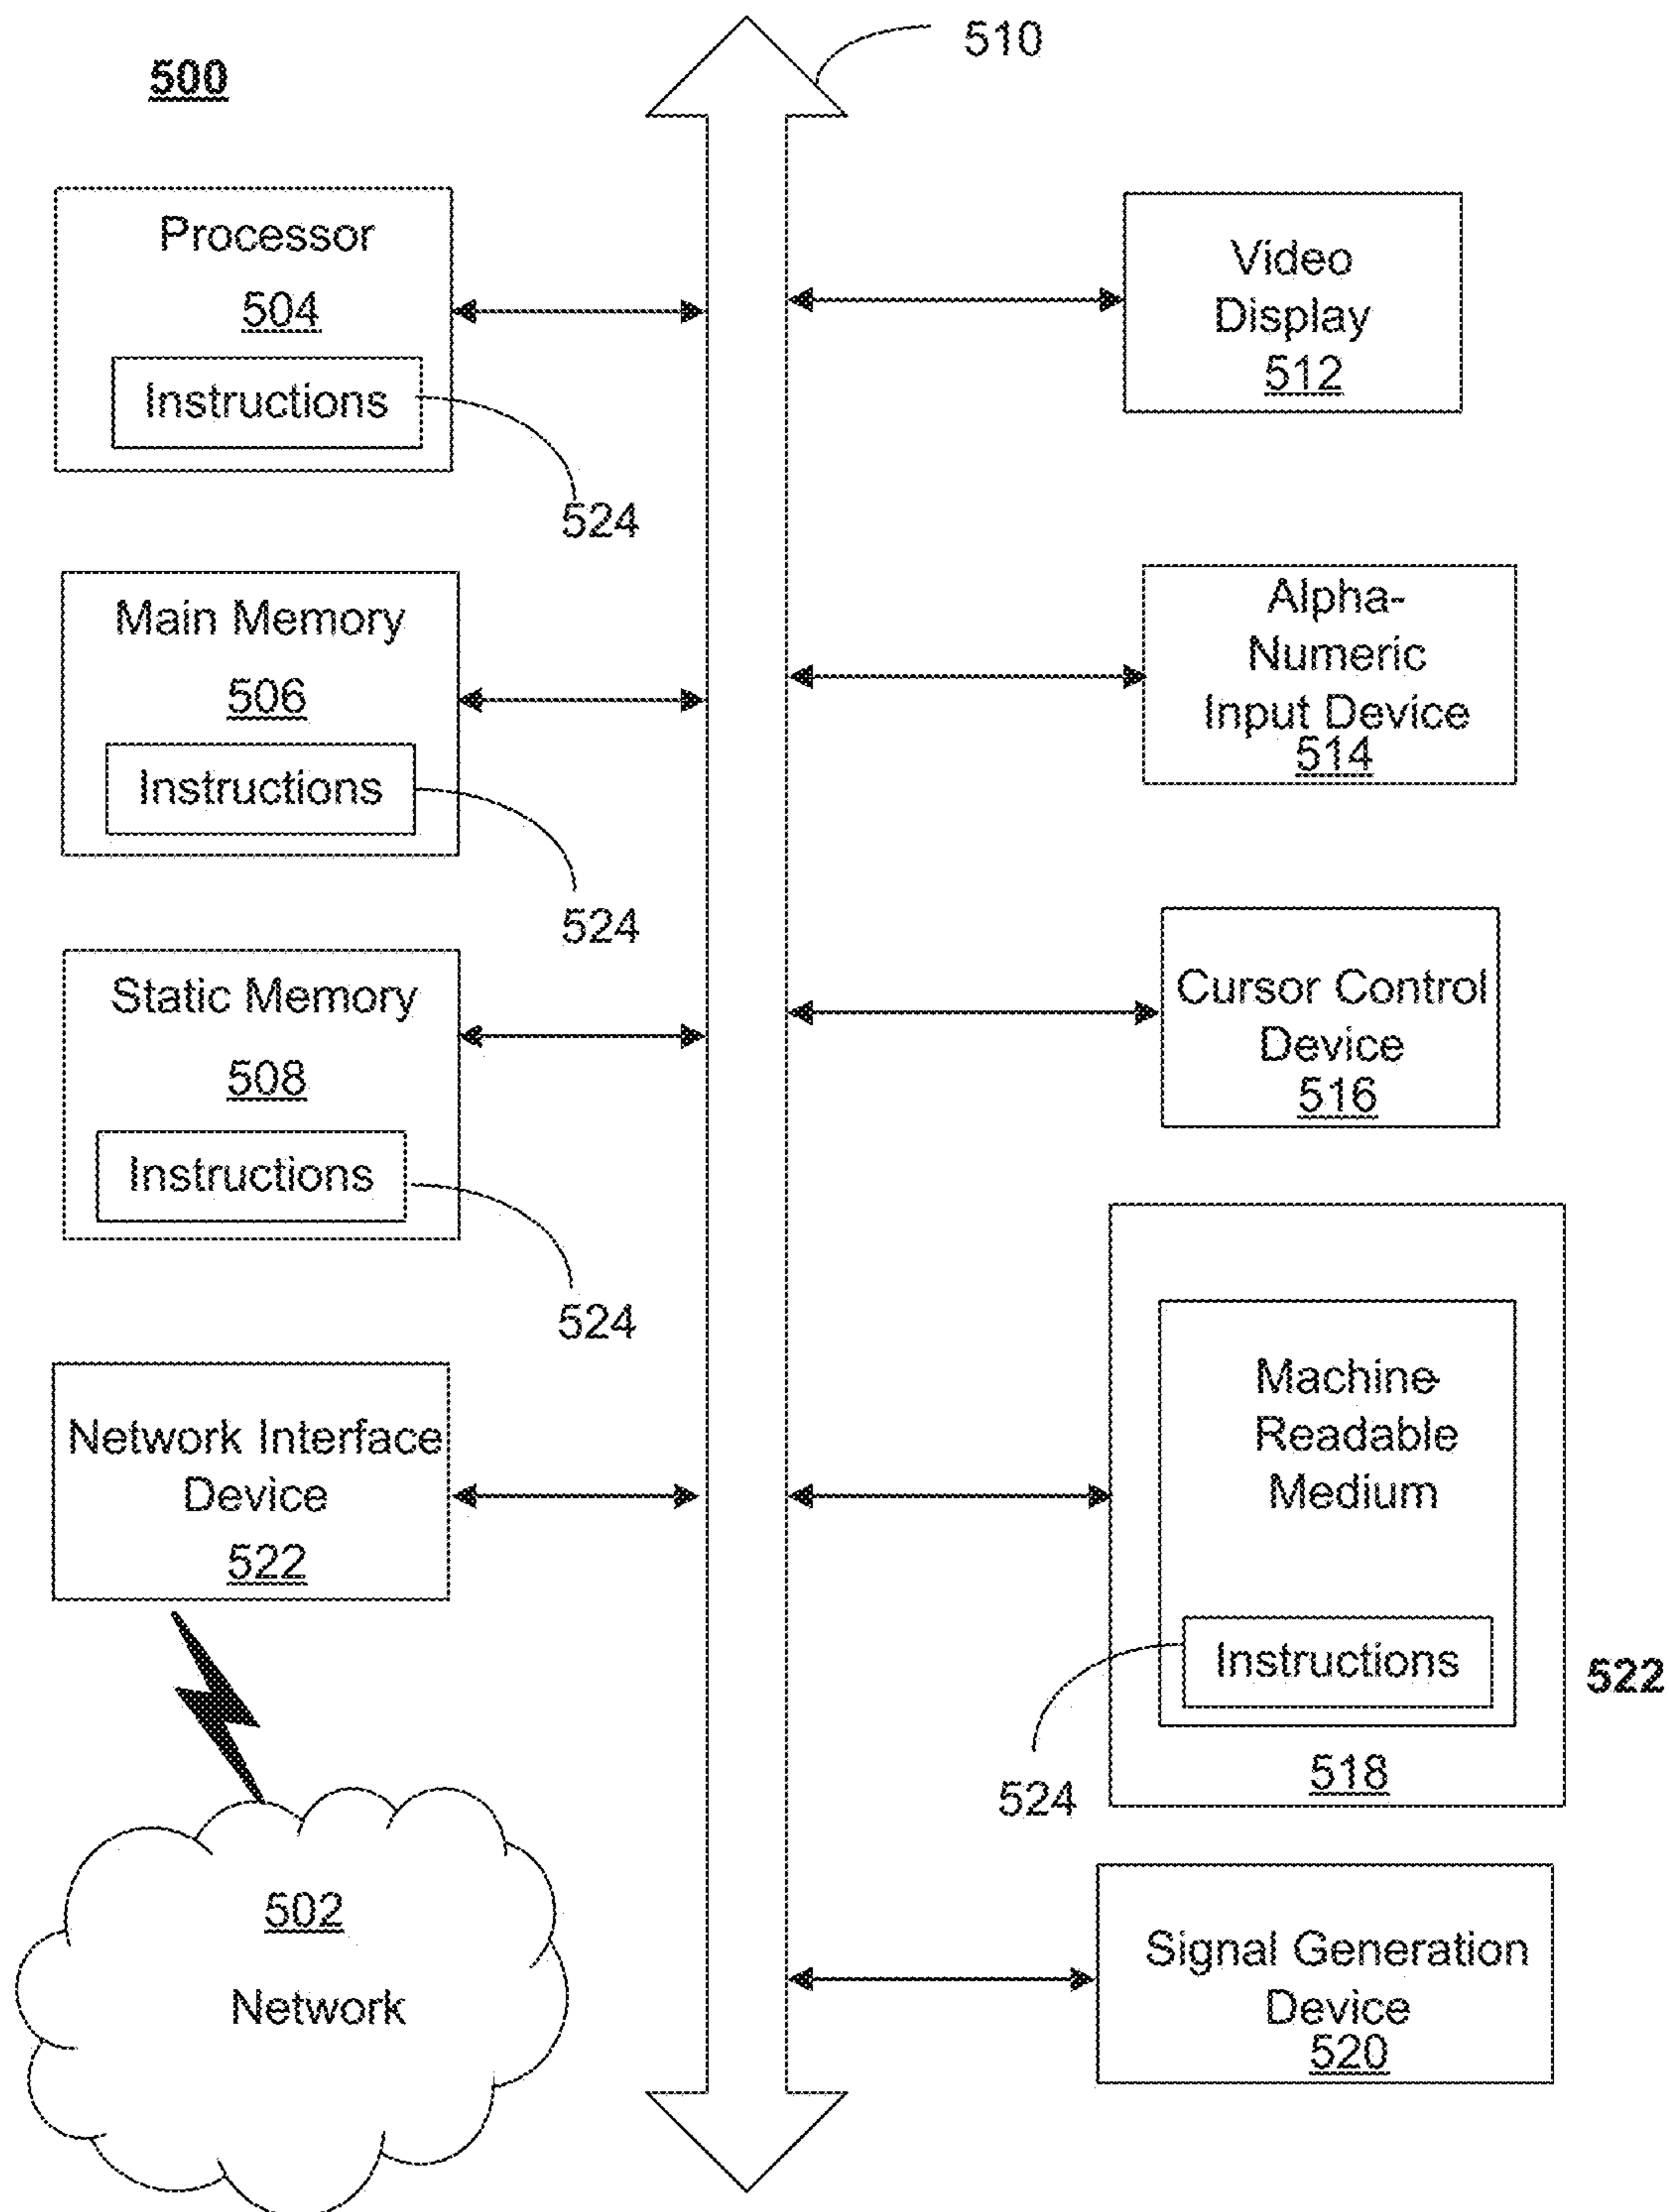 500
510
Processor
504
Instructions
524
Main Memory
506
Instructions
524
Static Memory
508
Instructions
524
Network Interface
Device
522
502
Network
Video
Display
512
Alpha-
Numeric
Input Device
514
Cursor Control
Device
516
Machine-
Readable
Medium
Instructions
524
518
522
Signal Generation
Device
520